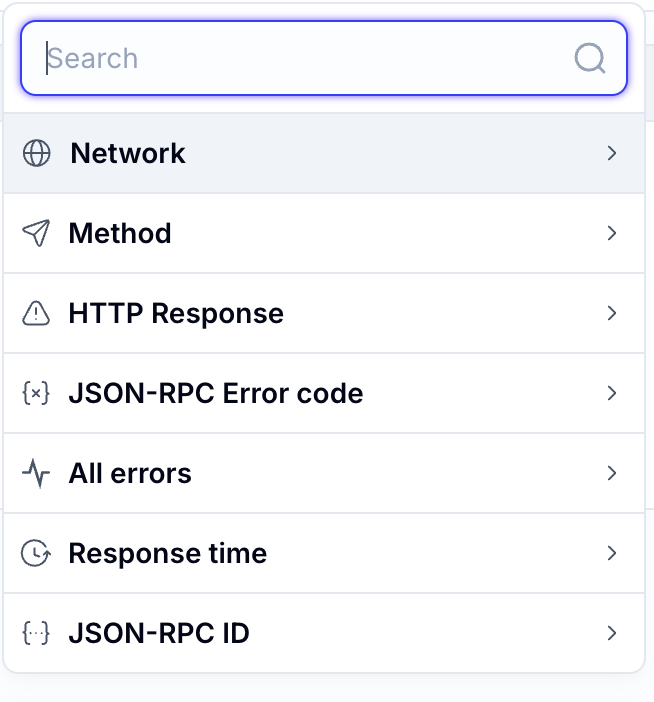 Search
Network
Method
HTTP Response
JSON-RPC Error code
All errors
Response time
JSON-RPC ID